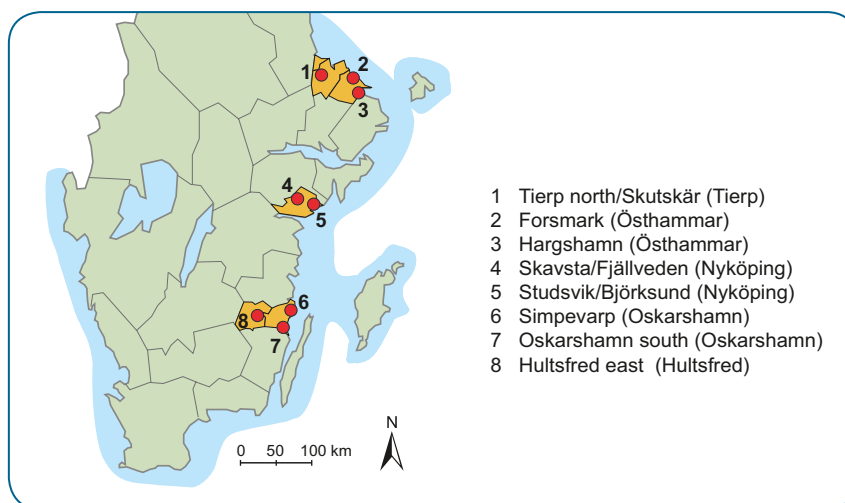 1
2
3
4
5
6
7
8
N
0 50 100 km
1 Tierp north/Skutskär (Tierp)
2 Forsmark (Östhammar)
3 Hargshamn (Östhammar)
4 Skavsta/Fjällveden (Nyköping)
5 Studsvik/Björksund (Nyköping)
6 Simpevarp (Oskarshamn)
7 Oskarshamn south (Oskarshamn)
8 Hultsfred east (Hultsfred)